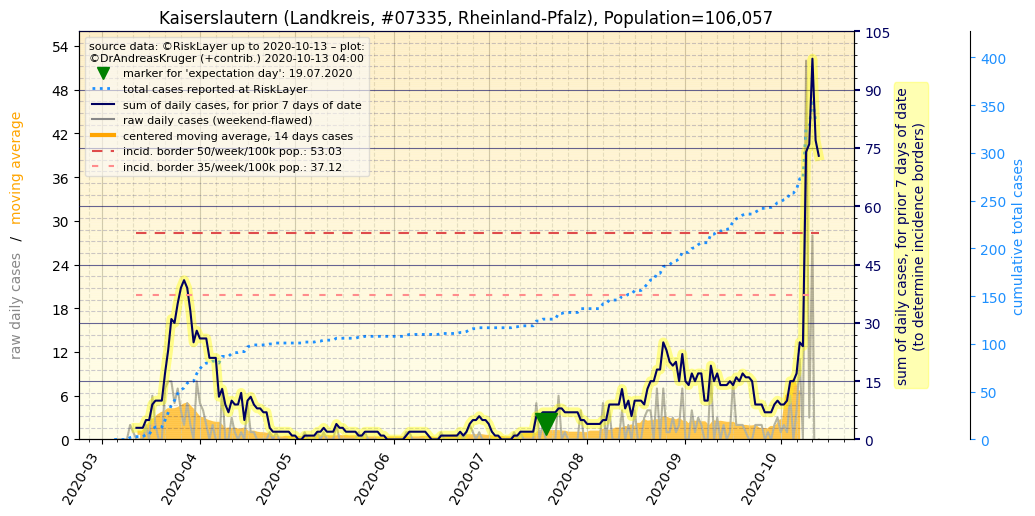 Kaiserslautern (Landkreis, #07335, Rheinland-Pfalz), Population=106,057
source data: ©RiskLayer up to 2020-10-13 – plot:
©DrAndreasKruger (+contrib.) 2020-10-13 04:00
marker for 'expectation day': 19.07.2020
total cases reported at RiskLayer
sum of daily cases, for prior 7 days of date
raw daily cases (weekend-flawed)
centered moving average, 14 days cases
incid. border 50/week/100k pop.: 53.03
incid. border 35/week/100k pop.: 37.12
raw daily cases / moving average
54
48
42
36
30
24
18
12
6
0
105
90
75
60
45
30
15
0
sum of daily cases, for prior 7 days of date
(to determine incidence borders)
400
350
300
250
200
150
100
50
0
cumulative total cases
2020-03
2020-04
2020-05
2020-06
2020-07
2020-08
2020-09
2020-10